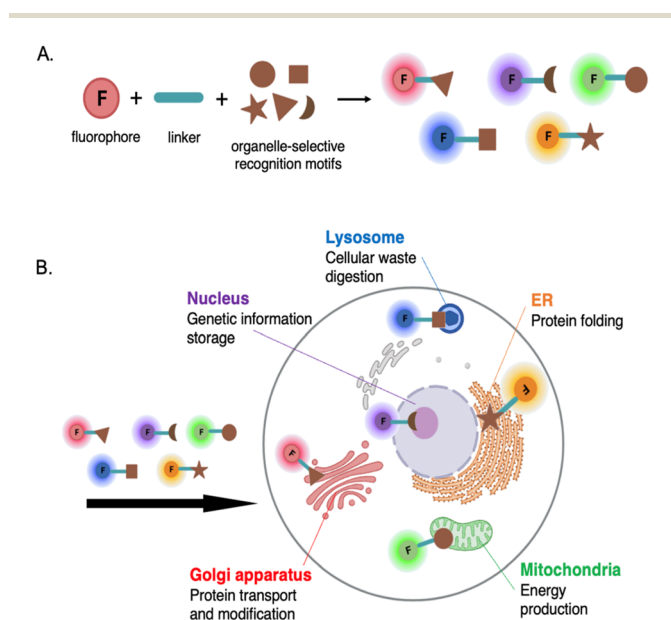 A.
F + + F F F
fluorophore linker organelle-selective
recognition motifs
F F
B.
Lysosome
Cellular waste
digestion
Nucleus
Genetic information
storage
ER
Protein folding
F
F
F F F
F
F
F F
F
Golgi apparatus
Protein transport
and modification
Mitochondria
Energy
production